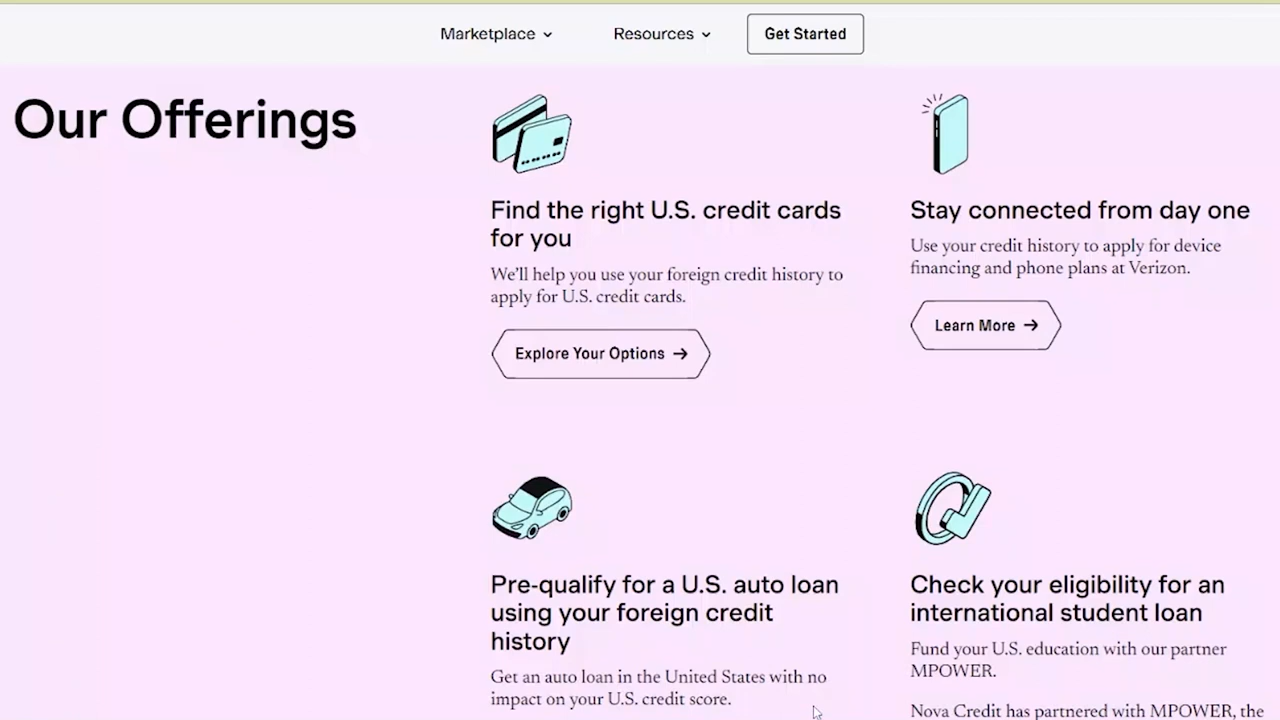 Marketplace
Resources
Get Started
Our Offerings
Find the right U.S. credit cards
for you
We'll help you use your foreign credit history to
apply for U.S. credit cards.
Explore Your Options →
Stay connected from day one
Use your credit history to apply for device
financing and phone plans at Verizon.
Learn More →
Pre-qualify for a U.S. auto loan
using your foreign credit
history
Get an auto loan in the United States with no
impact on your U.S. credit score.
Check your eligibility for an
international student loan
Fund your U.S. education with our partner
MPOWER.
Nova Credit has partnered with MPOWER, the